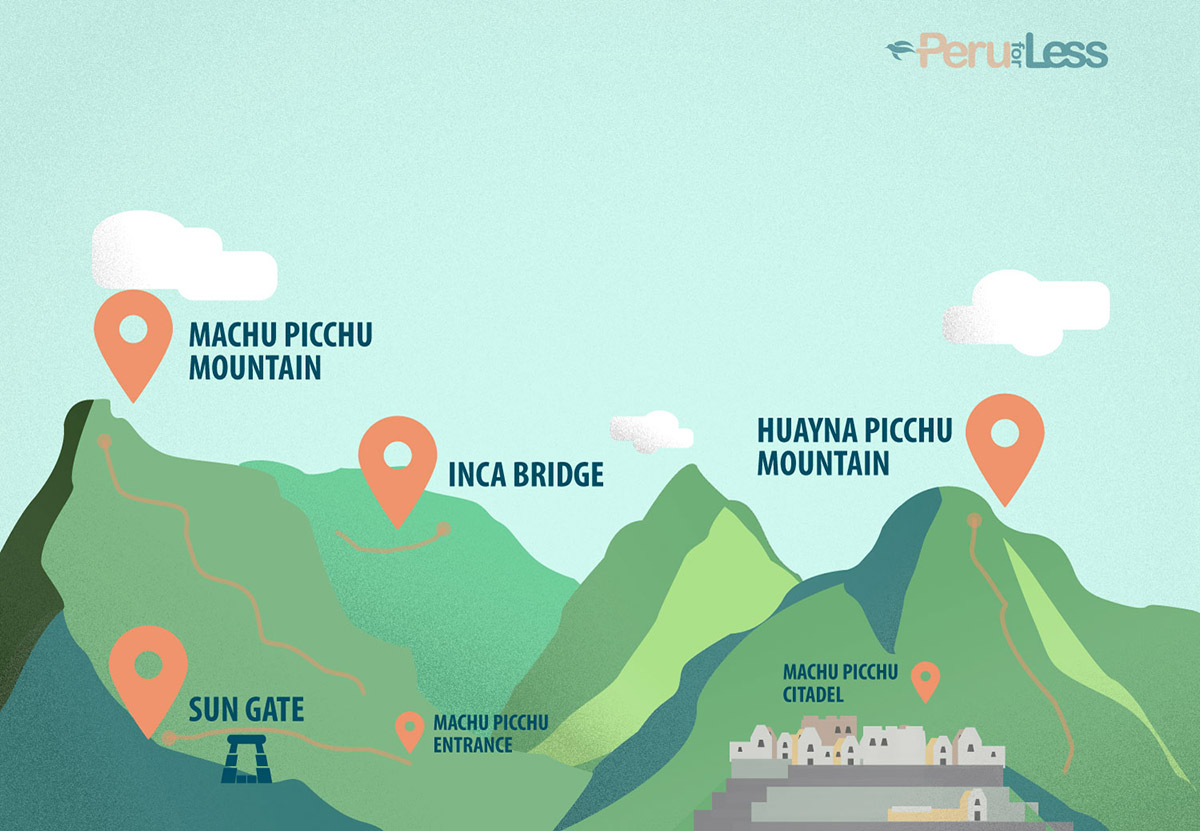 Peru for Less
MACHU PICCHU
MOUNTAIN
INCA BRIDGE
HUAYNA PICCHU
MOUNTAIN
MACHU PICCHU
CITADEL
SUN GATE
MACHU PICCHU
ENTRANCE